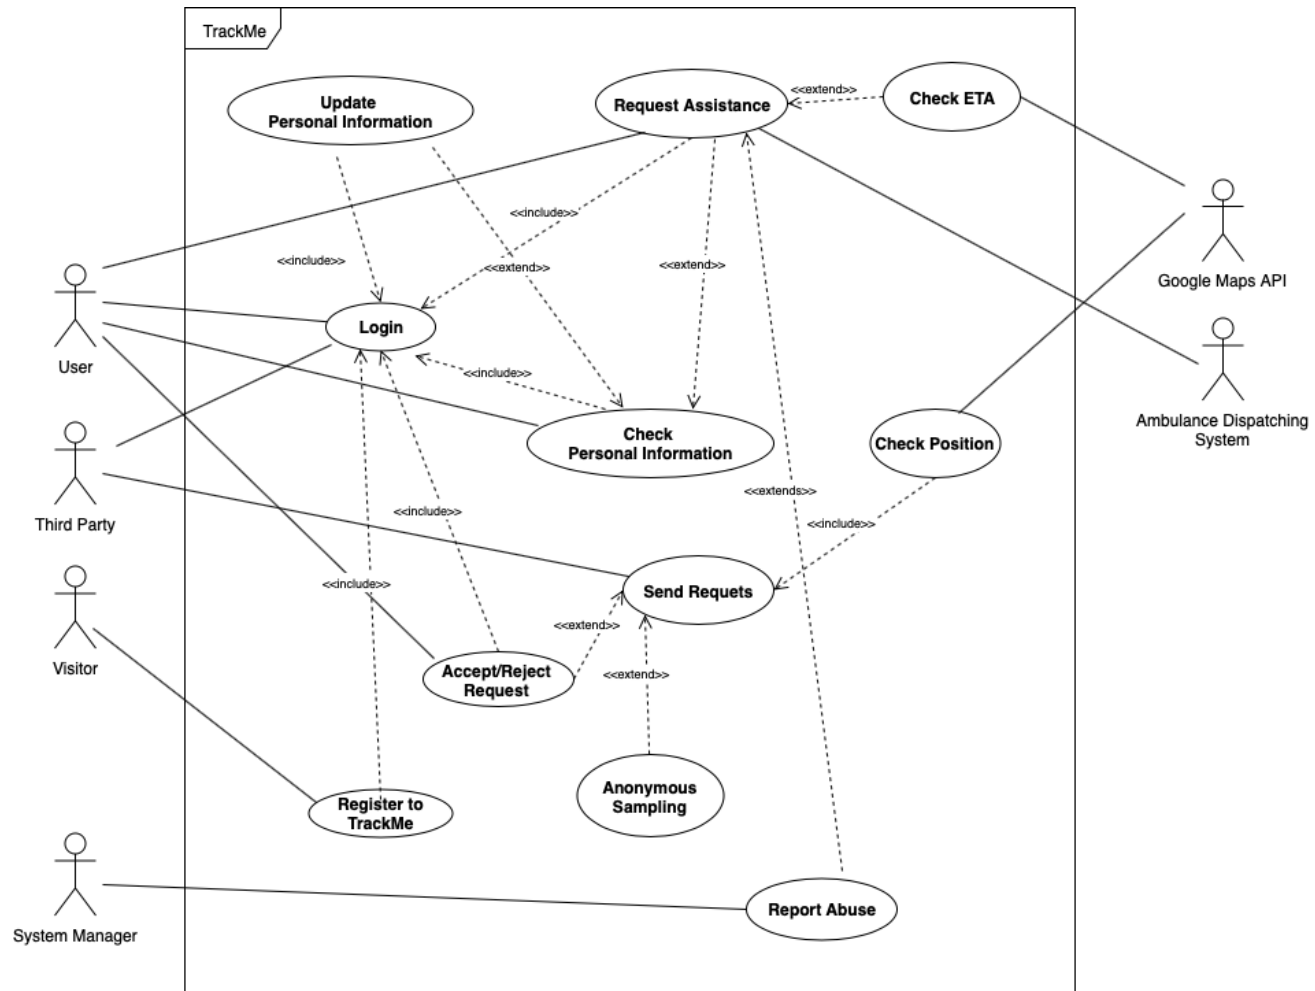 TrackMe
Update
Personal Information
Request Assistance
<<extend>>
Check ETA
<<include>>
<<include>>
<<extend>>
<<extend>>
Google Maps API
Login
User
<<include>>
Check
Personal Information
Check Position
Ambulance Dispatching
System
<<extends>>
<<include>>
<<include>>
Third Party
<<include>>
Send Requets
<<extend>>
Visitor
Accept/Reject
Request
<<extend>>
Anonymous
Sampling
Register to
TrackMe
Report Abuse
System Manager